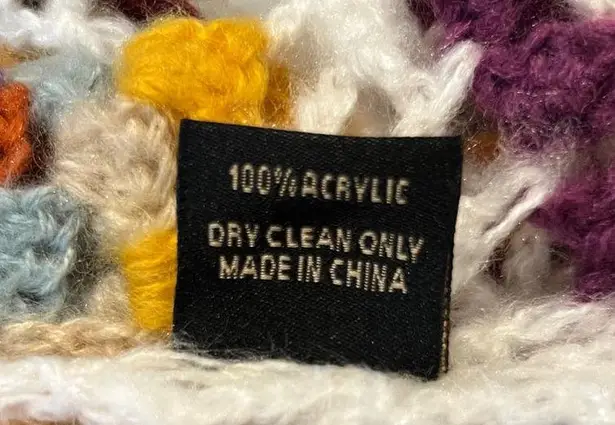 100% ACRYLIC
DRY CLEAN ONLY
MADE IN CHINA